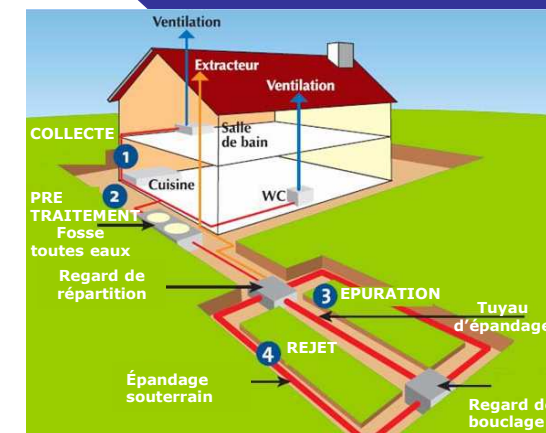 Ventilation
Extracteur
Ventilation
COLLECTE
Salle
de bain
1
Cuisine
2
WC
PRE
TRAITEMENT
Fosse
toutes eaux
Regard de
répartition
3 EPURATION
Tuyau
d'épandage
4 REJET
Épandage
souterrain
Regard de
bouclage